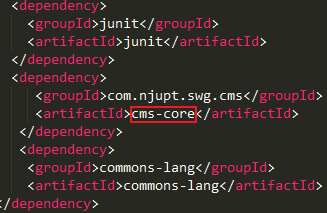 <dependency>
<groupId>junit</groupId>
<artifactId>junit</artifactId>
</dependency>
<dependency>
<groupId>com.njupt.swg.cms</groupId>
<artifactId>cms-core</artifactId>
</dependency>
<dependency>
<groupId>commons-lang</groupId>
<artifactId>commons-lang</artifactId>
</dependency>